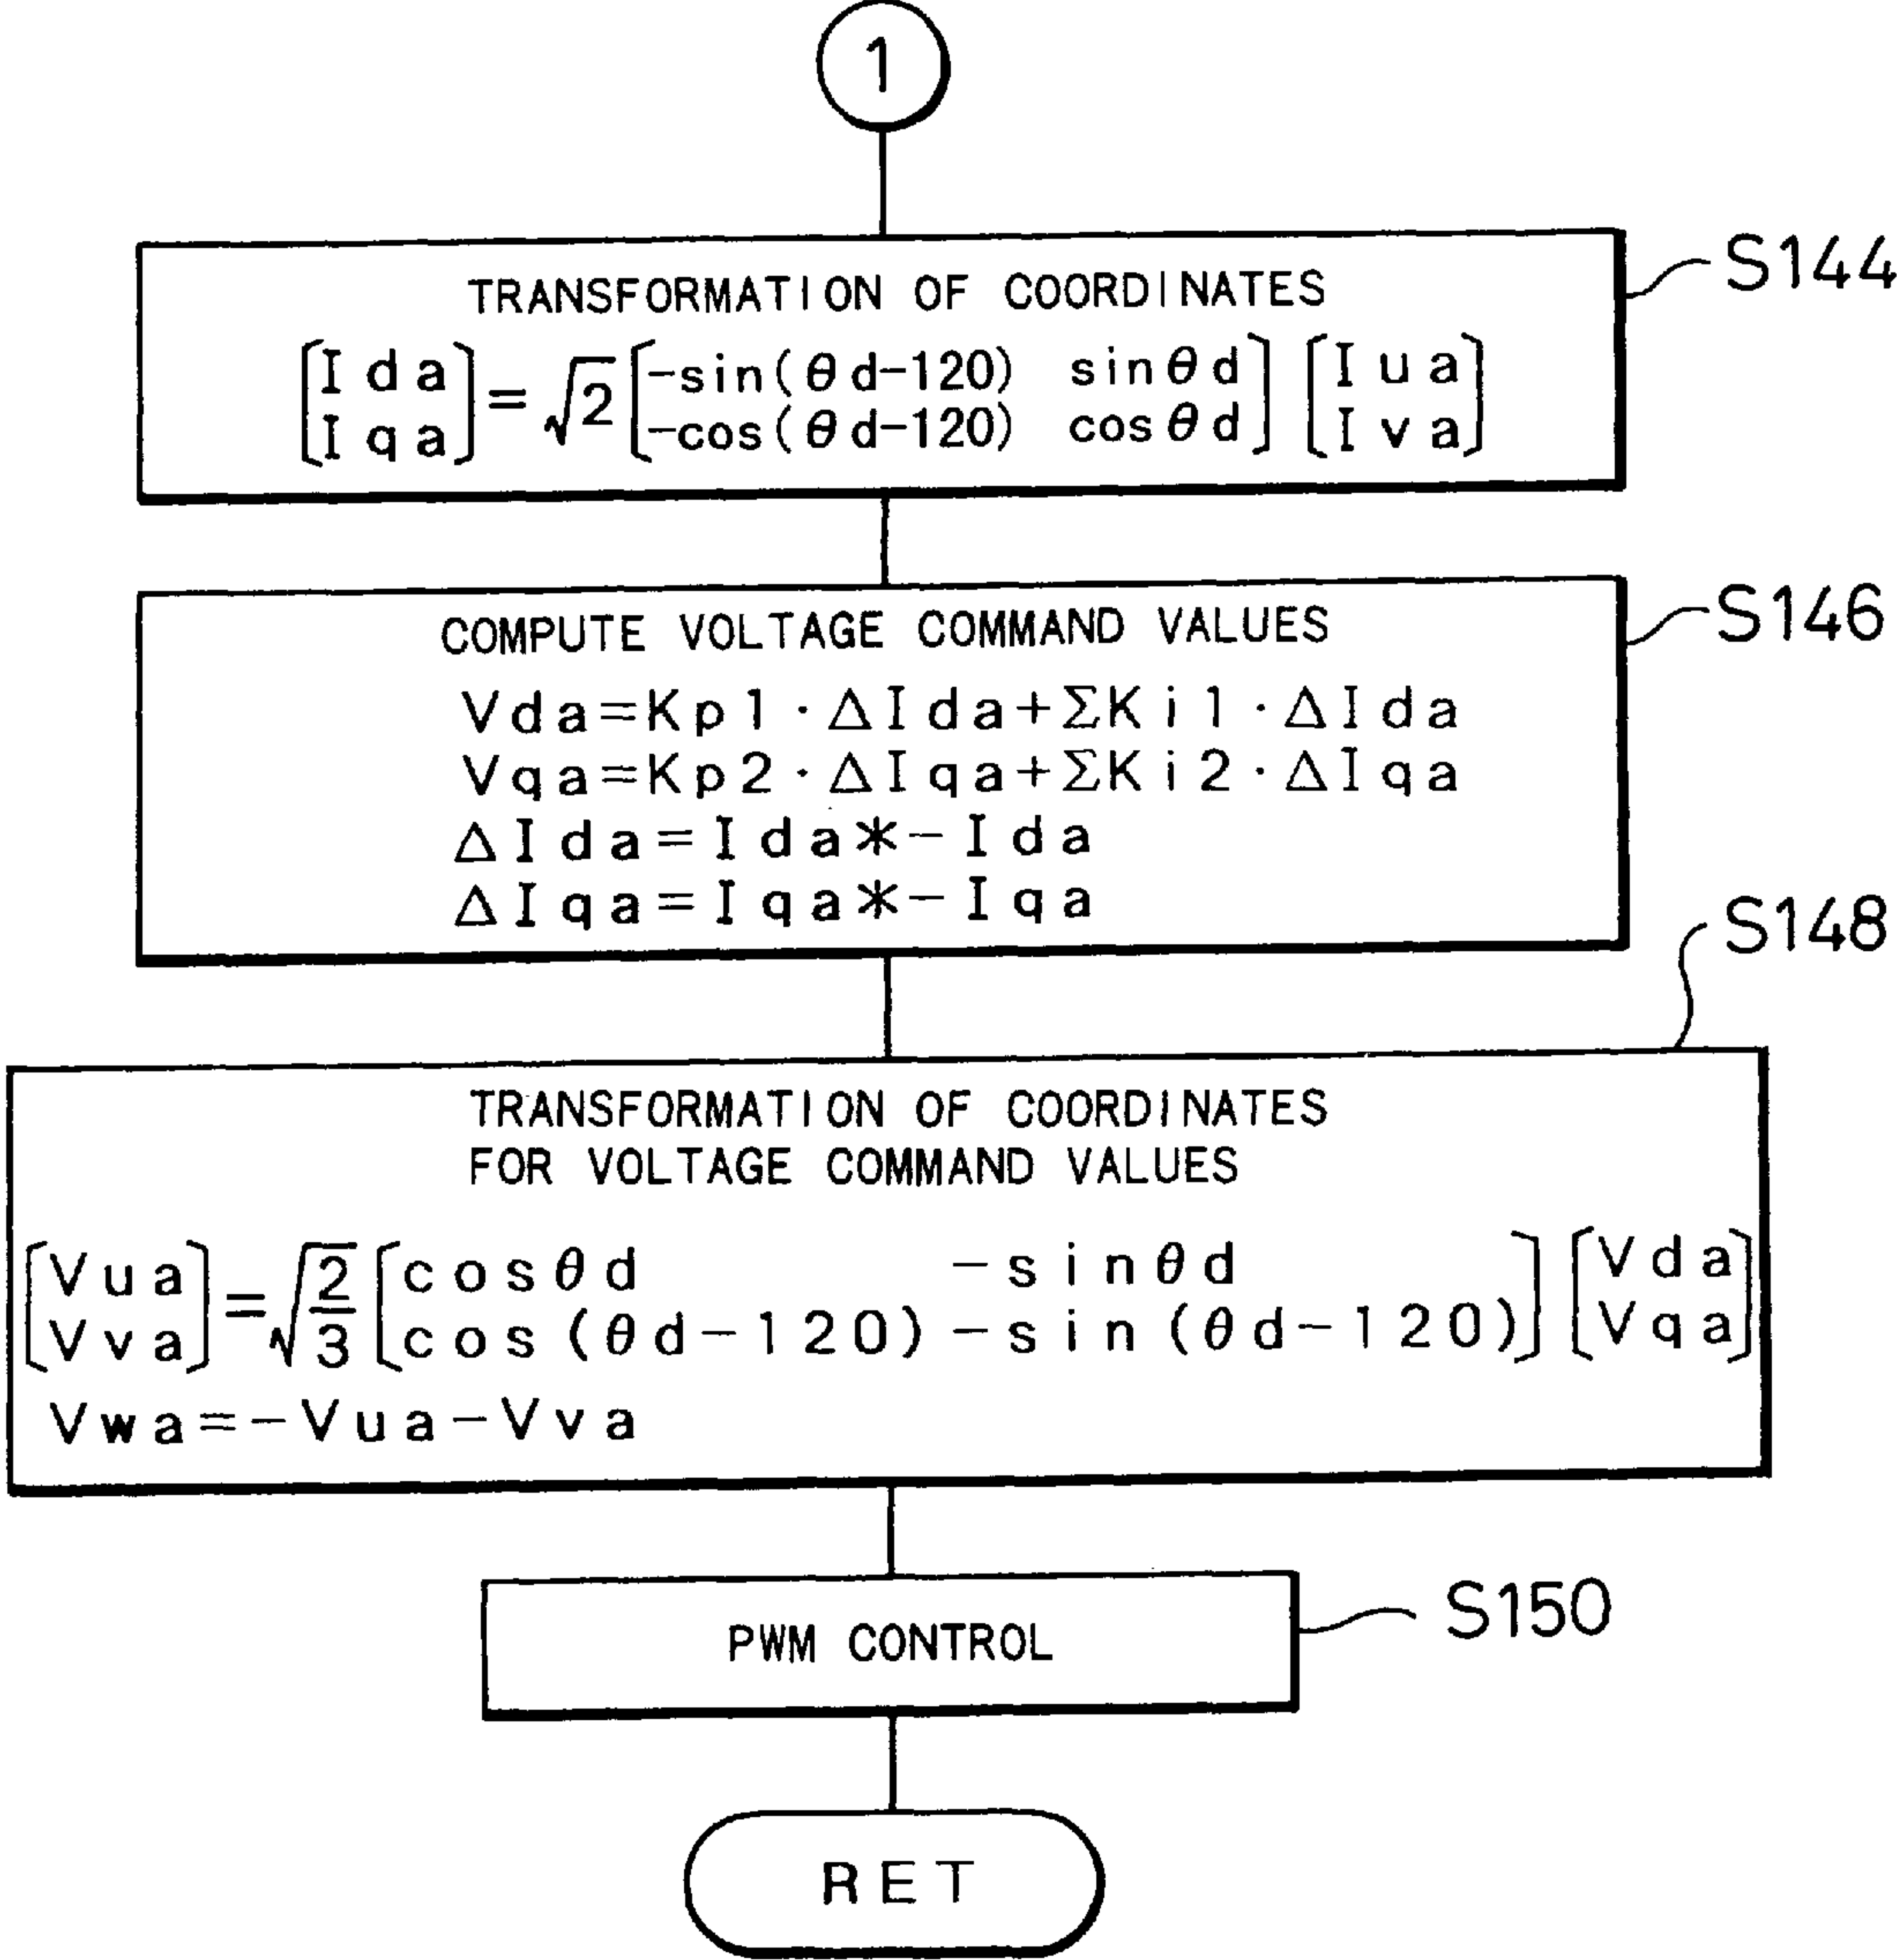 1
S144
TRANSFORMATION OF COORDINATES
[Ida] = √2 [-sin(θd-120) sinθd] [Iua]
[Iqa] [-cos(θd-120) cosθd] [Iva]
S146
COMPUTE VOLTAGE COMMAND VALUES
Vda=Kp1·ΔIda+ΣKi1·ΔIda
Vqa=Kp2·ΔIqa+ΣKi2·ΔIqa
ΔIda=Ida*-Ida
ΔIqa=Iqa*-Iqa
S148
TRANSFORMATION OF COORDINATES
FOR VOLTAGE COMMAND VALUES
[Vua] = √2/3 [cosθd -sinθd] [Vda]
[Vva] [cos(θd-120) -sin(θd-120)] [Vqa]
Vwa=-Vua-Vva
S150
PWM CONTROL
RET